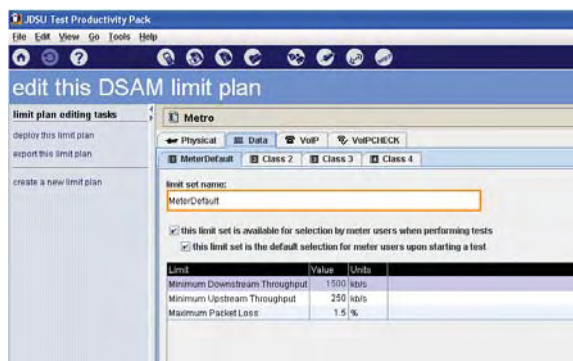 JDSU Test Productivity Pack
File Edit View Go Tools Help
edit this DSAM limit plan
limit plan editing tasks
deploy this limit plan
export this limit plan
create a new limit plan
Metro
Physical Data VoIP VoIPCHECK
MeterDefault Class 2 Class 3 Class 4
limit set name:
MeterDefault
this limit set is available for selection by meter users when performing tests
this limit set is the default selection for meter users upon starting a test
Limit Value Units
Minimum Downstream Throughput 1500 kb/s
Minimum Upstream Throughput 250 kb/s
Maximum Packet Loss 1.5 %